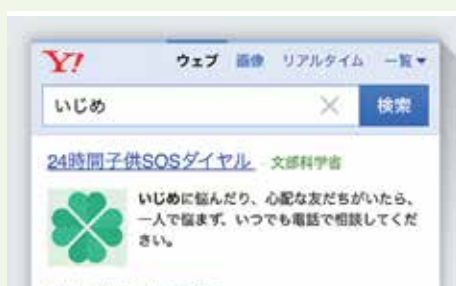 Y! ウェブ 画像 リアルタイム 一覧▼
いじめ × 検索
24時間子供SOSダイヤル - 文部科学省
いじめに悩んだり、心配な友だちがいたら、
一人で悩まず、いつでも電話で相談してくだ
さい。